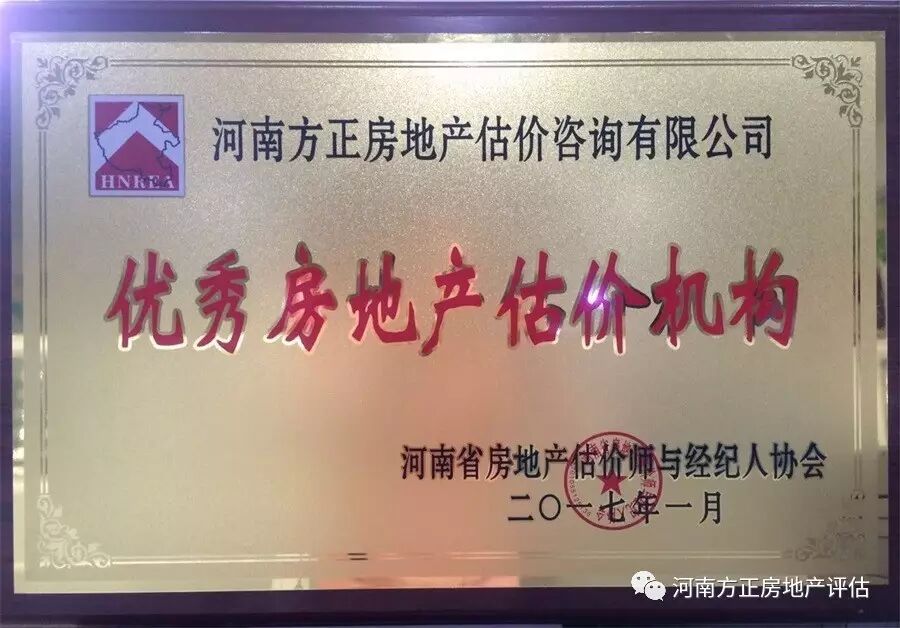 HNREA
河南方正房地产估价咨询有限公司
优秀房地产估价机构
河南省房地产估价师与经纪人协会
二〇一七年一月
河南方正房地产评估